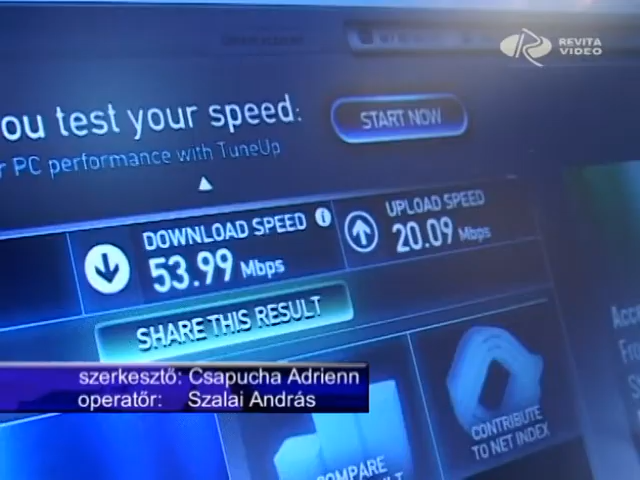 REVITA
VIDEO
ou test your speed:
START NOW
r PC performance with TuneUp
DOWNLOAD SPEED
53.99 Mbps
UPLOAD SPEED
20.09 Mbps
SHARE THIS RESULT
szerkesztő: Csapucha Adrienn
operatőr: Szalai András
COMPARE
CONTRIBUTE
TO NET INDEX